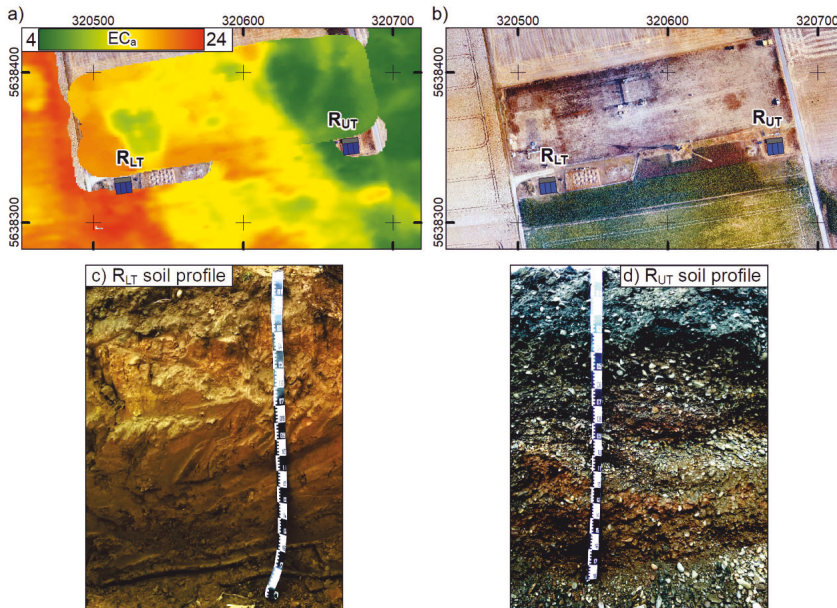 a)
320500
320600
320700
4
ECa
24
5638400
5638300
RLT
RUT
b)
320500
320600
320700
5638400
5638300
RLT
RUT
c) RLT soil profile
d) RUT soil profile